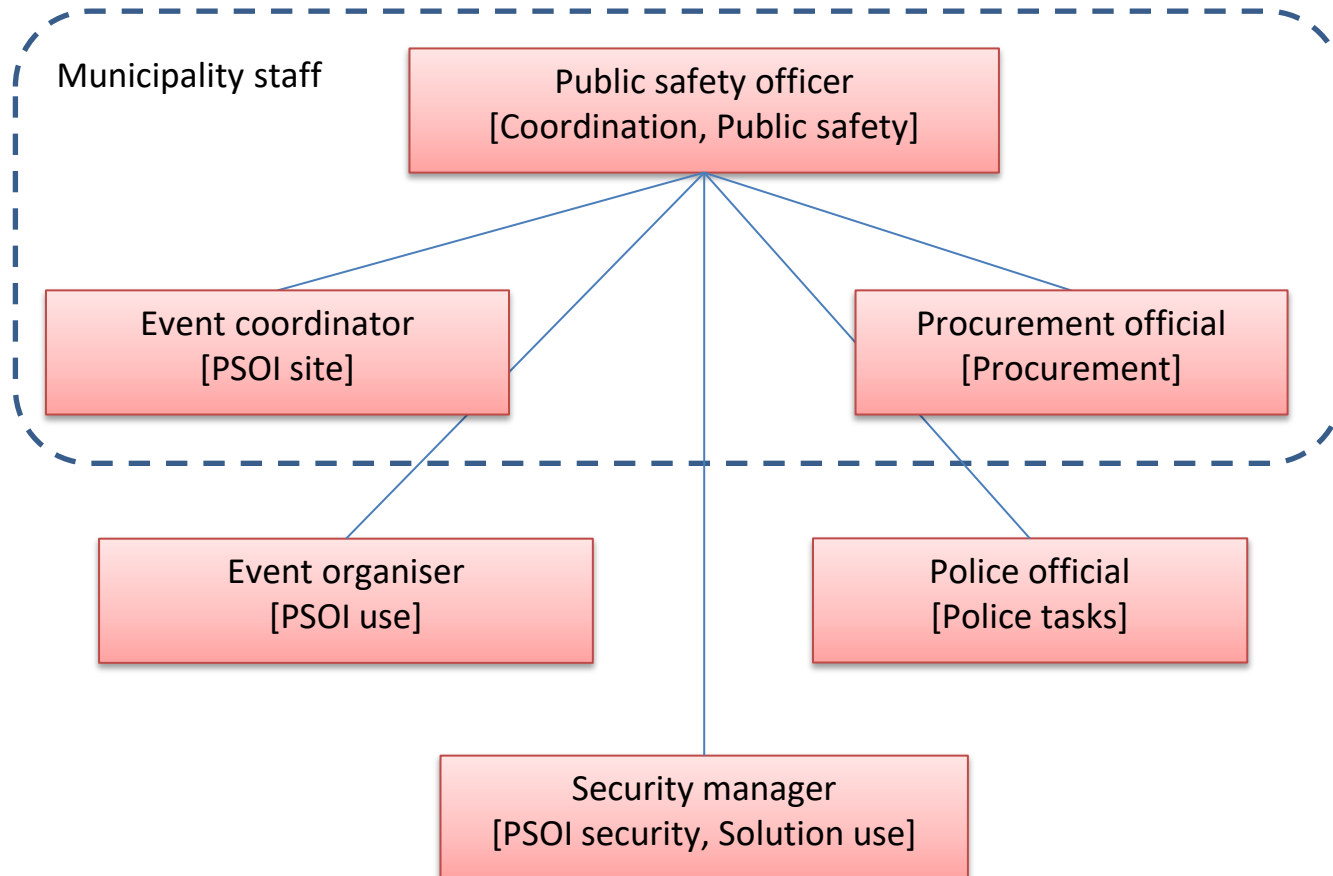 Municipality staff
Public safety officer
[Coordination, Public safety]
Event coordinator
[PSOI site]
Procurement official
[Procurement]
Event organiser
[PSOI use]
Police official
[Police tasks]
Security manager
[PSOI security, Solution use]